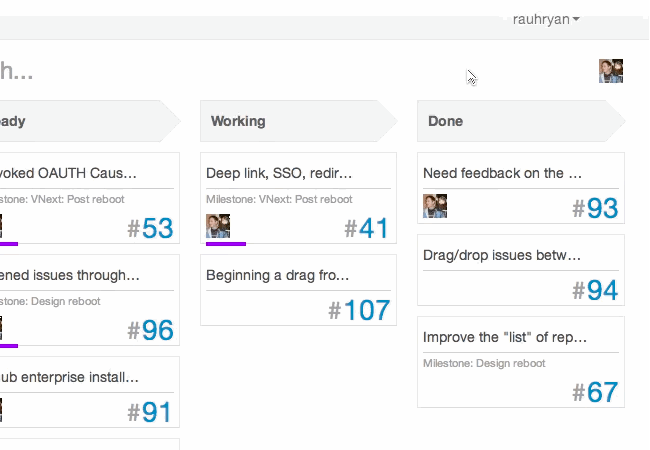 rauhryan
h...
eady
voked OAUTH Caus...
stone: VNext: Post reboot
#53
ened issues through...
stone: Design reboot
#96
ub enterprise install...
#91
Working
Deep link, SSO, redir...
Milestone: VNext: Post reboot
#41
Beginning a drag fro...
#107
Done
Need feedback on the ...
#93
Drag/drop issues betw...
#94
Improve the "list" of rep...
Milestone: Design reboot
#67